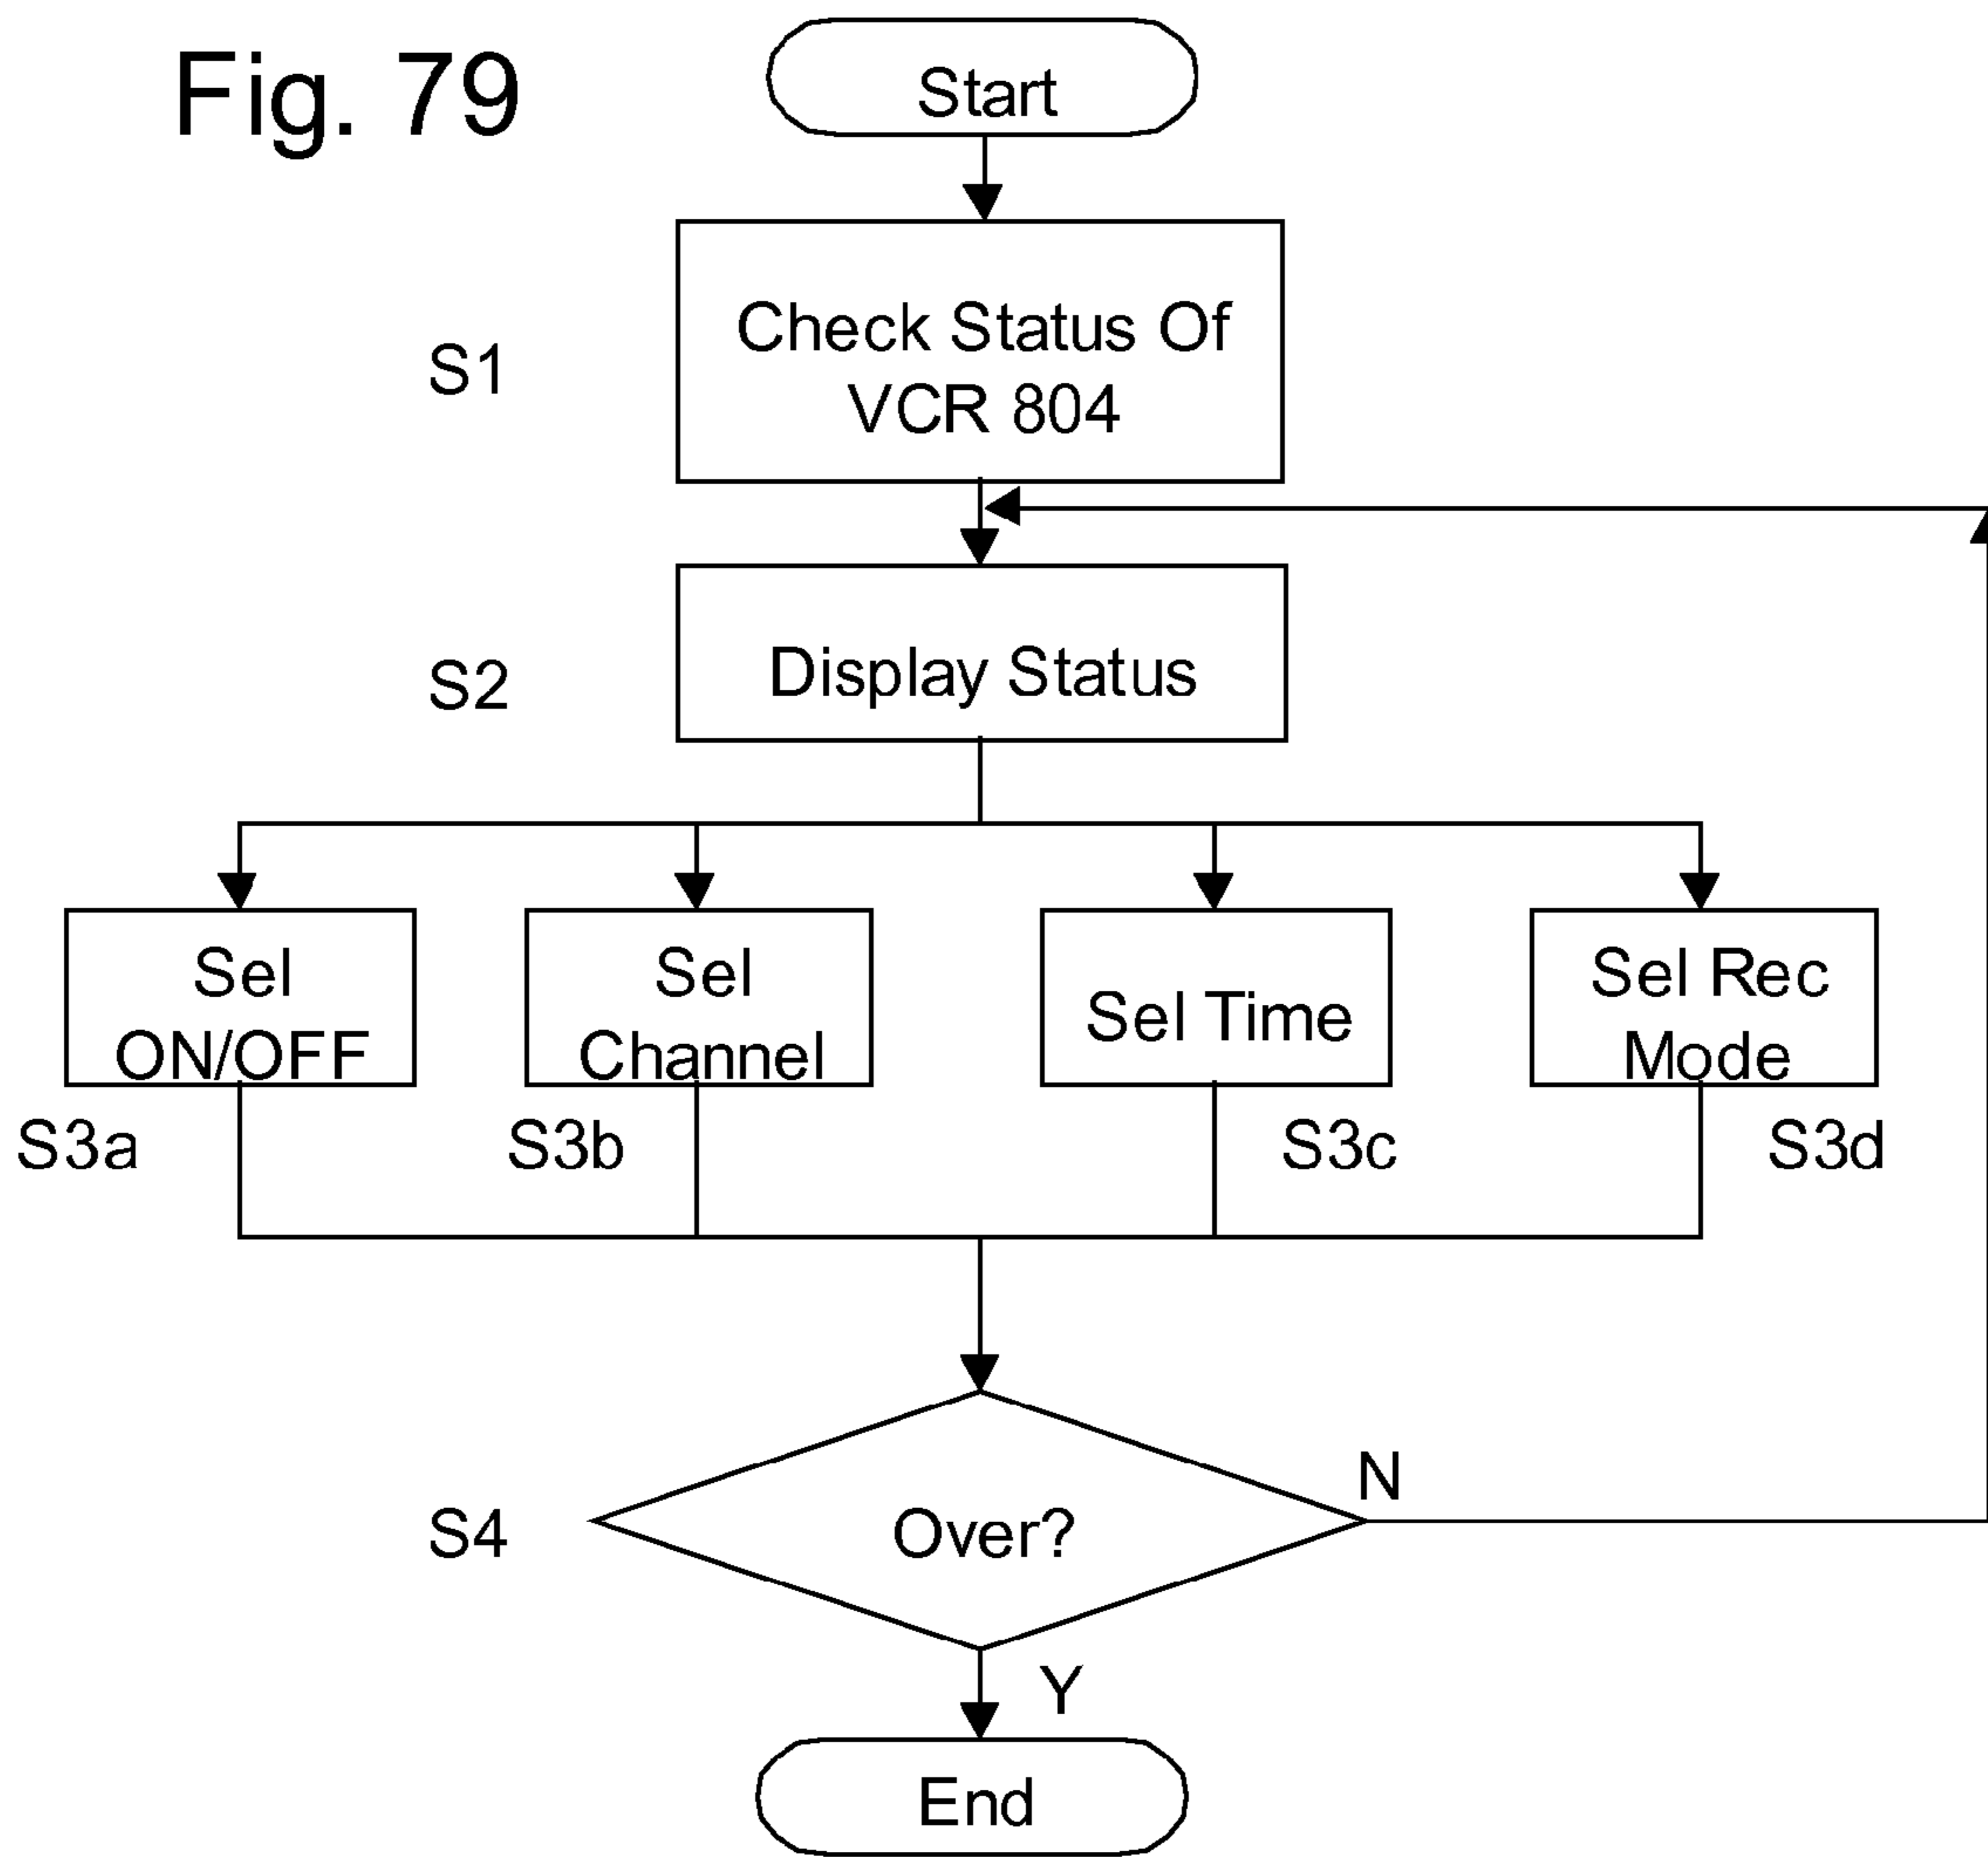 Fig. 79
Start
S1
Check Status Of
VCR 804
S2
Display Status
Sel
ON/OFF
Sel
Channel
Sel Time
Sel Rec
Mode
S3a
S3b
S3c
S3d
S4
Over?
N
Y
End